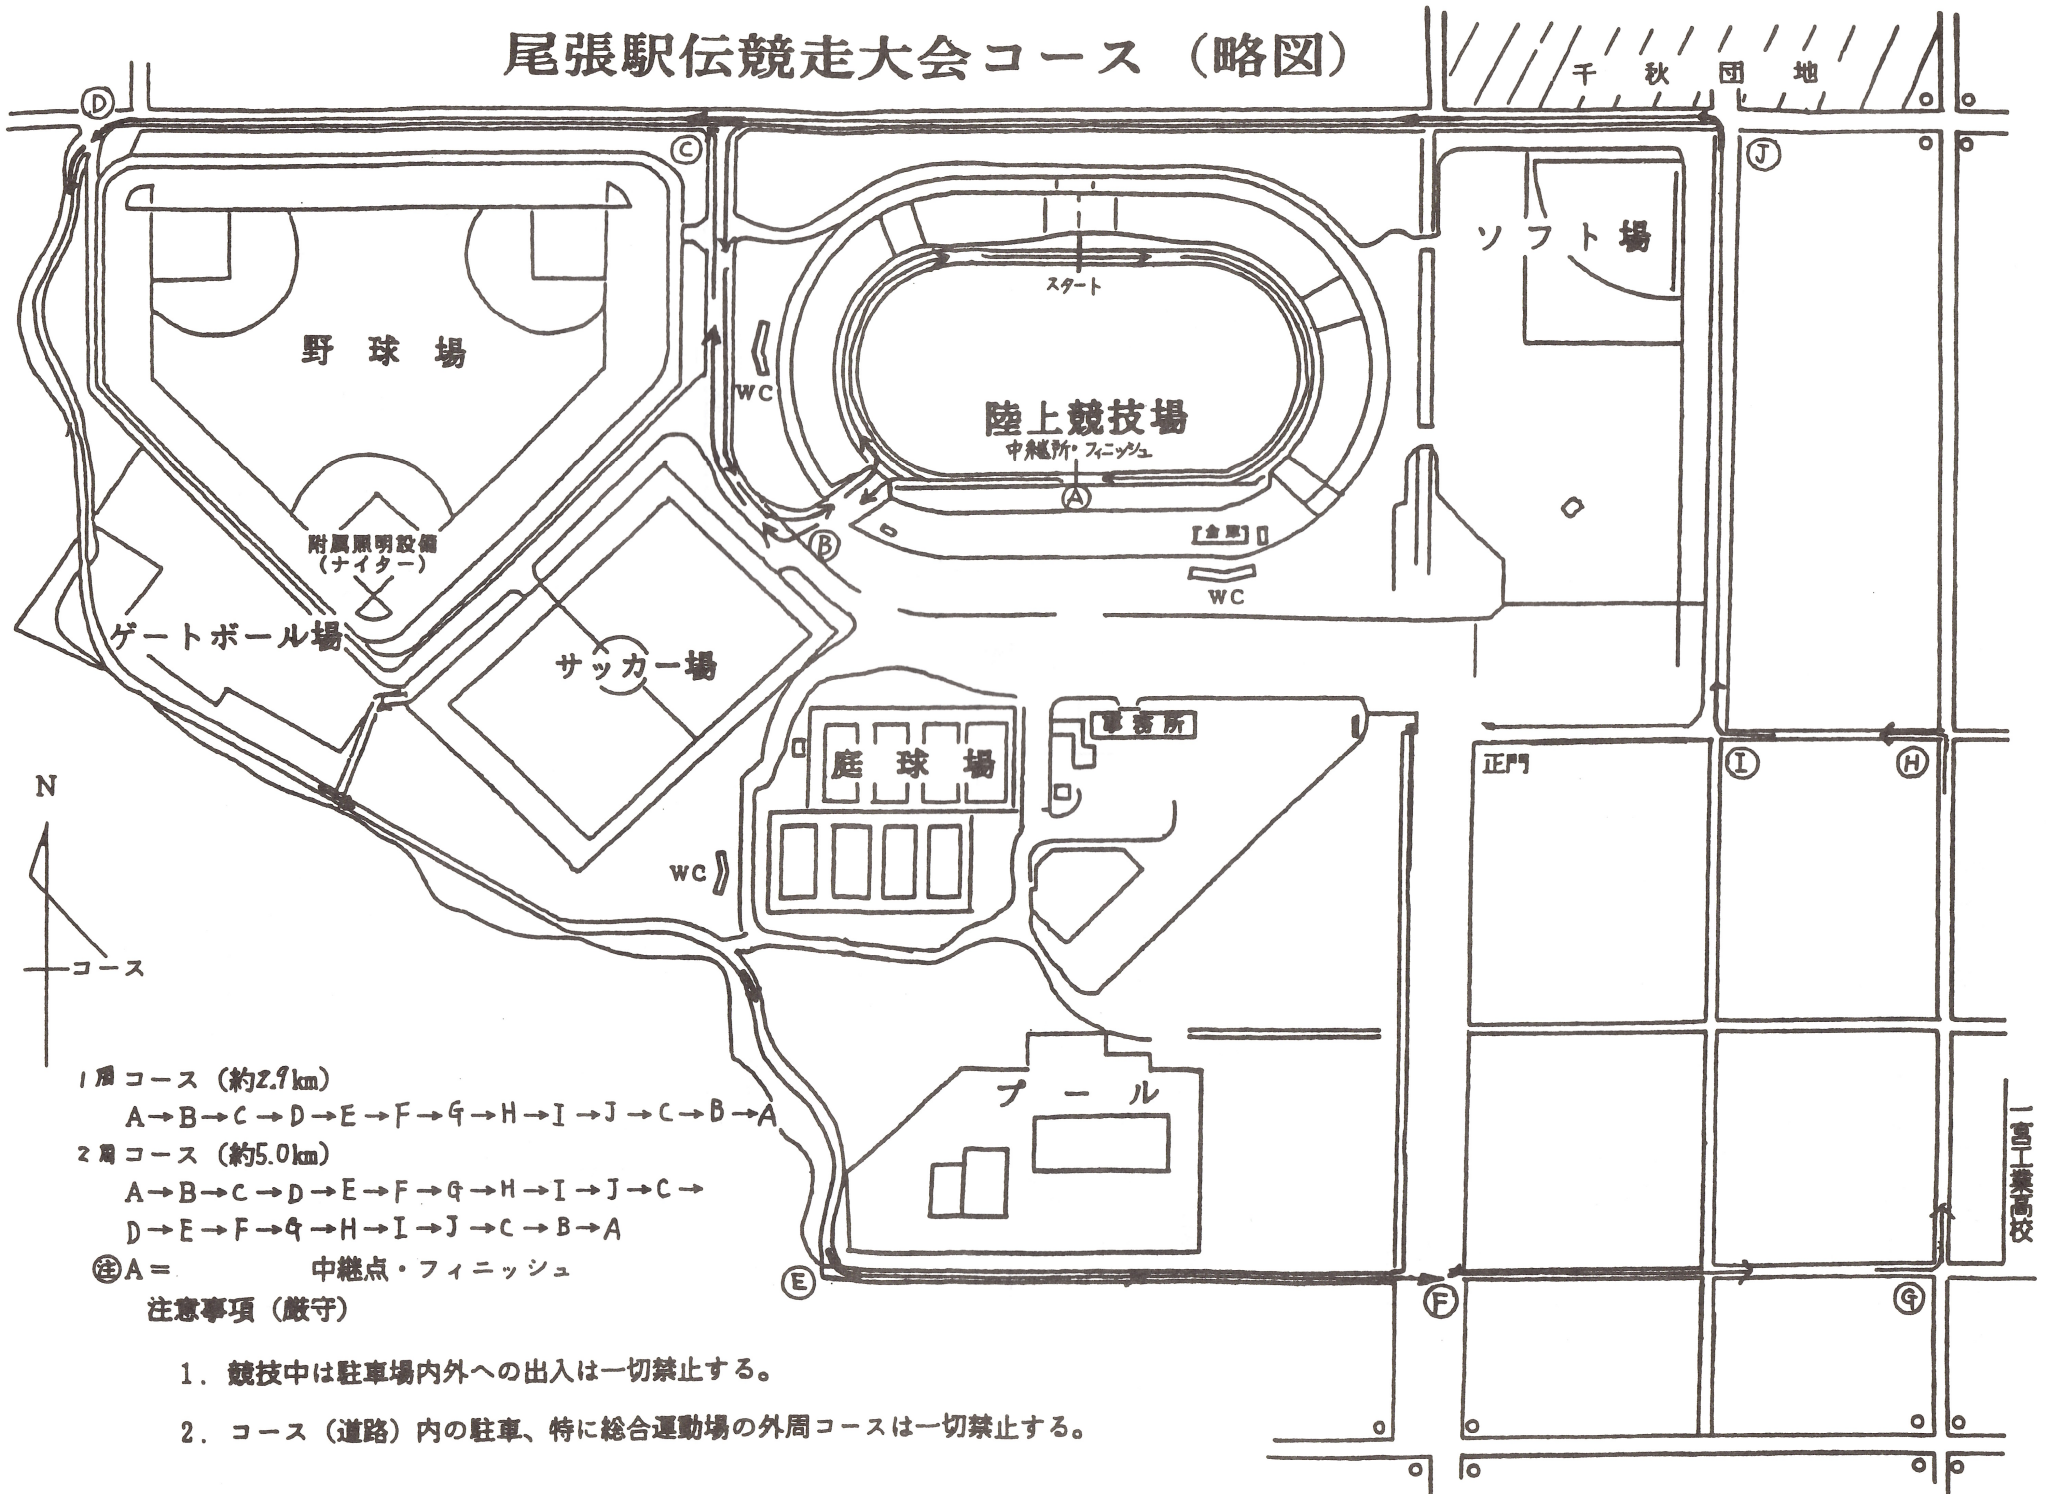 尾張駅伝競走大会コース（略図）
千秋団地
D
C
J
ソフト場
スタート
野球場
WC
陸上競技場
中継所・フィニッシュ
A
B
倉庫
WC
附属照明設備
（ナイター）
ゲートボール場
サッカー場
事務所
庭球場
正門
I
H
N
WC
コース
プール
一宮工業高校
1周コース（約2.9km）
A→B→C→D→E→F→G→H→I→J→C→B→A
2周コース（約5.0km）
A→B→C→D→E→F→G→H→I→J→C→
D→E→F→G→H→I→J→C→B→A
注A＝　中継点・フィニッシュ
E
F
G
注意事項（厳守）
1．競技中は駐車場内外への出入は一切禁止する。
2．コース（道路）内の駐車、特に総合運動場の外周コースは一切禁止する。